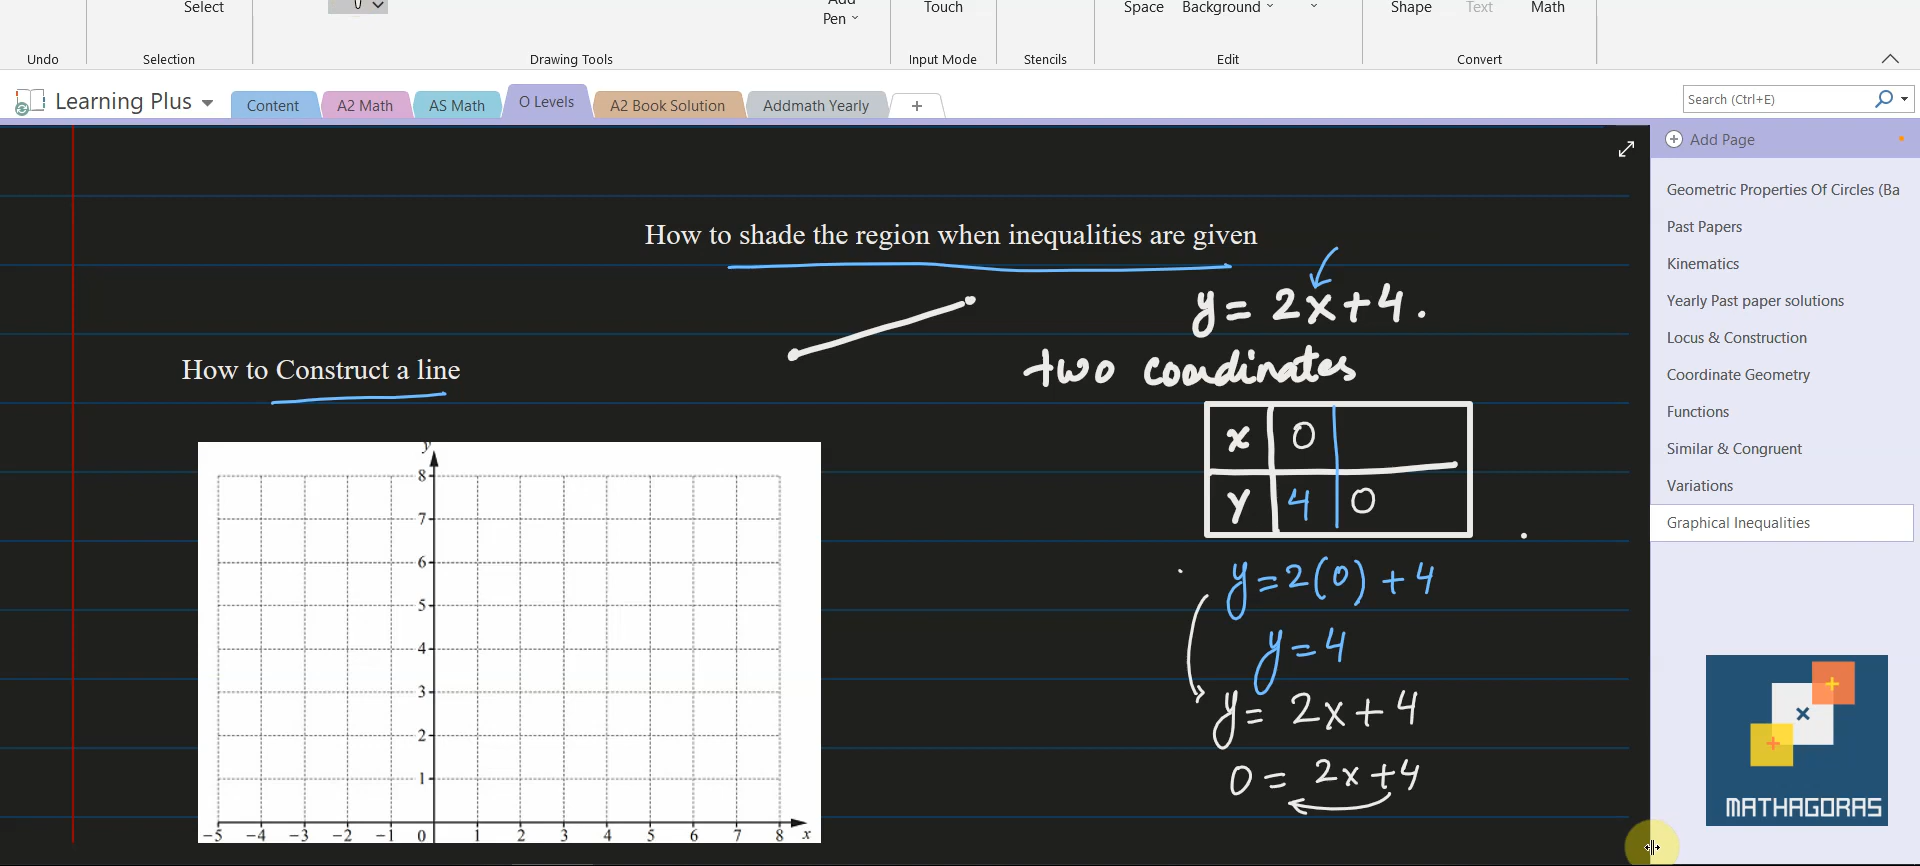 Select
0
Add
Pen
Touch
Space Background
Shape Text Math
Undo Selection Drawing Tools Input Mode Stencils Edit Convert
Learning Plus Content A2 Math AS Math O Levels A2 Book Solution Addmath Yearly +
Search (Ctrl+E)
Add Page
Geometric Properties Of Circles (Ba
Past Papers
Kinematics
Yearly Past paper solutions
Locus & Construction
Coordinate Geometry
Functions
Similar & Congruent
Variations
Graphical Inequalities
How to shade the region when inequalities are given
y = 2x+4.
two coordinates
How to Construct a line
x 0
y 4 0
y = 2(0) + 4
y = 4
y = 2x+4
0 = 2x+4
y
8
7
6
5
4
3
2
1
-5 -4 -3 -2 -1 0 1 2 3 4 5 6 7 8 x
MATHAGORAS